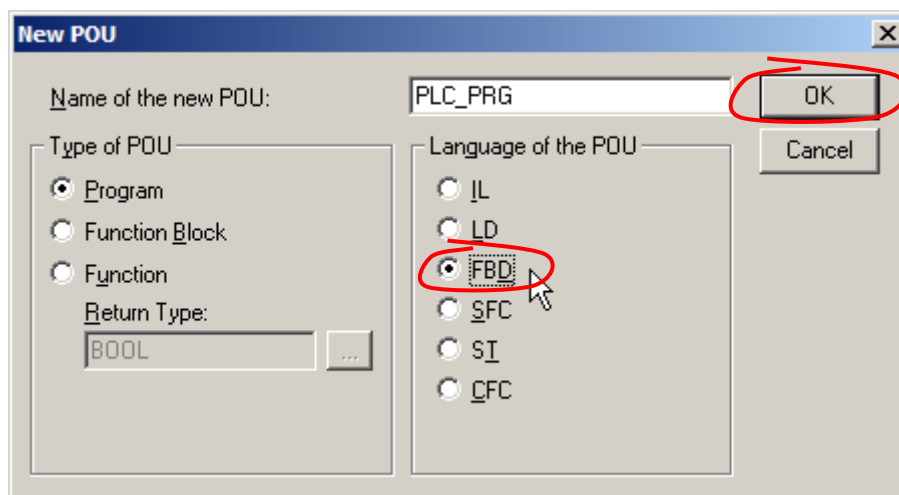 New POU
Name of the new POU:
PLC_PRG
OK
Cancel
Type of POU
Program
Function Block
Function
Return Type:
BOOL
...
Language of the POU
IL
LD
FBD
SFC
ST
CFC